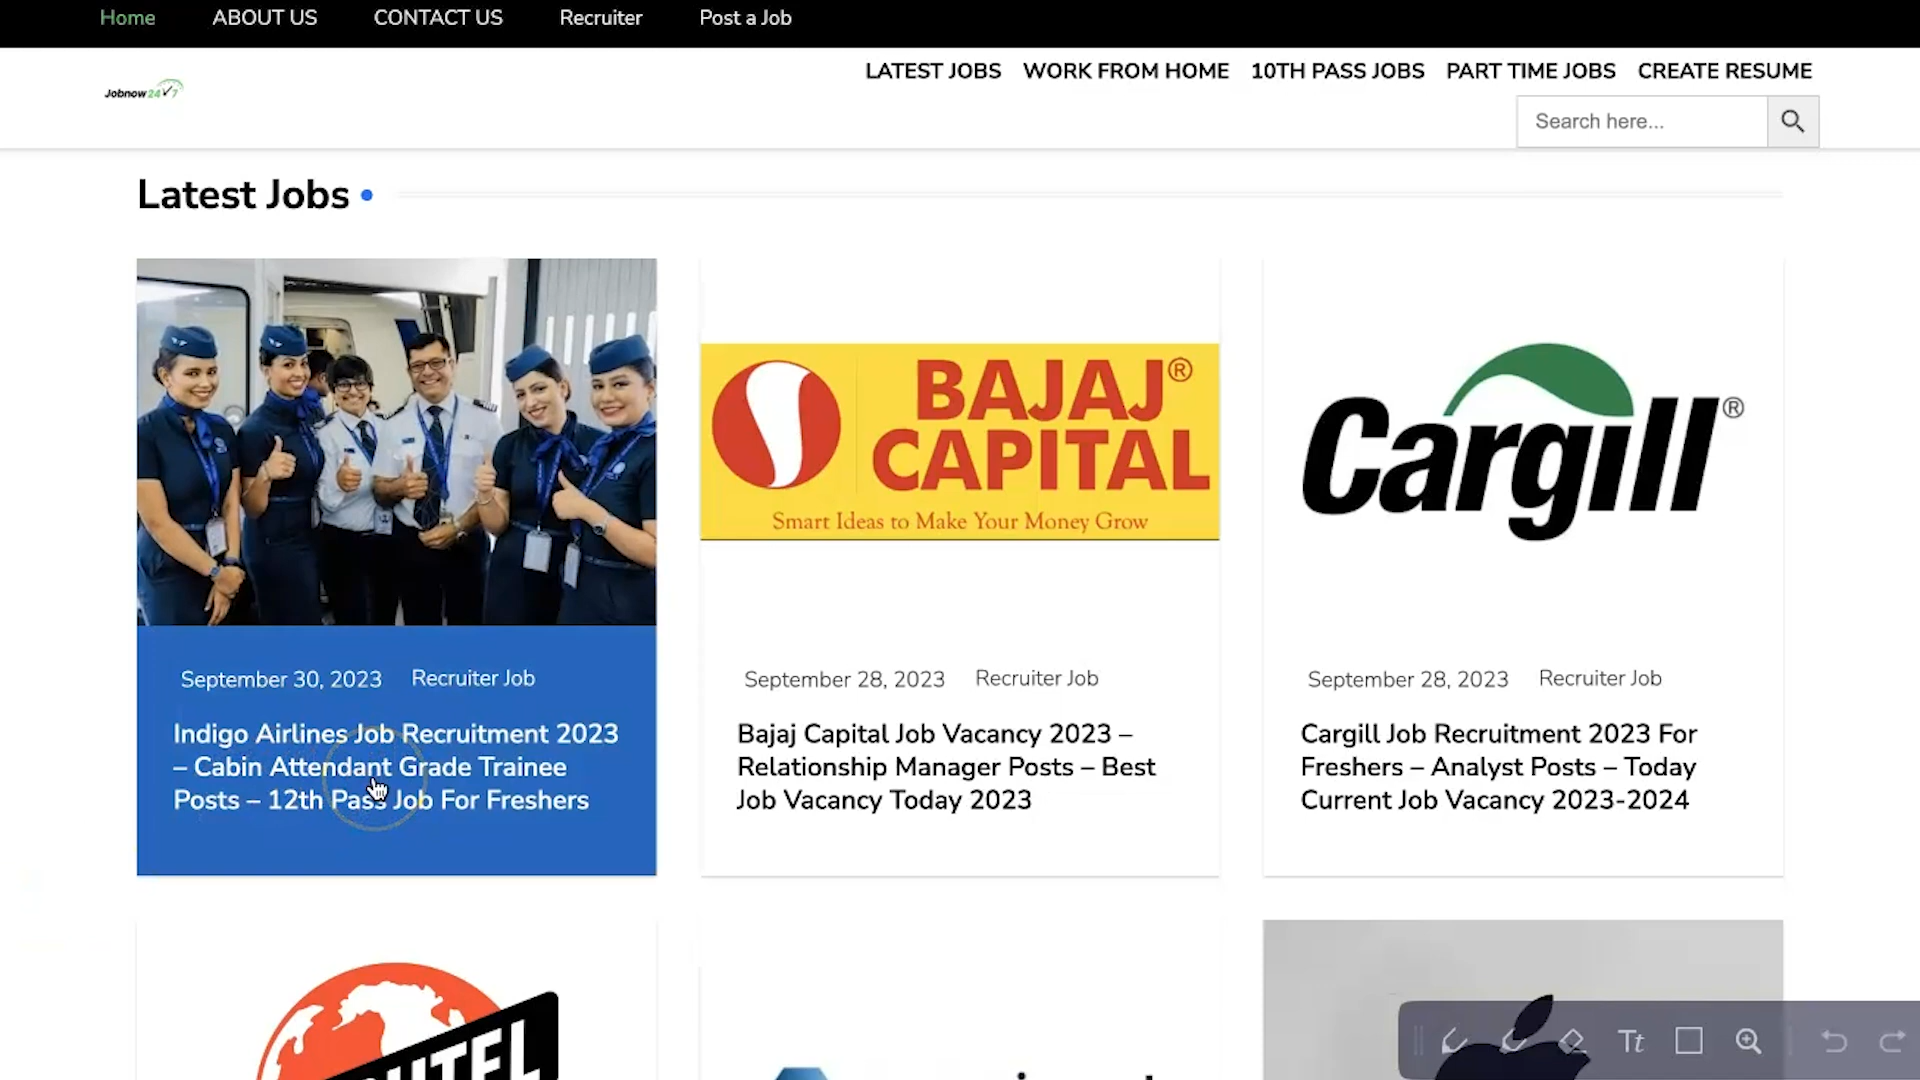 Home ABOUT US CONTACT US Recruiter Post a Job
LATEST JOBS WORK FROM HOME 10TH PASS JOBS PART TIME JOBS CREATE RESUME
Jobnow 24 7
Search here...
Latest Jobs
BAJAJ®
CAPITAL
Smart Ideas to Make Your Money Grow
Cargill®
September 30, 2023 Recruiter Job
Indigo Airlines Job Recruitment 2023
– Cabin Attendant Grade Trainee
Posts – 12th Pass Job For Freshers
September 28, 2023 Recruiter Job
Bajaj Capital Job Vacancy 2023 –
Relationship Manager Posts – Best
Job Vacancy Today 2023
September 28, 2023 Recruiter Job
Cargill Job Recruitment 2023 For
Freshers – Analyst Posts – Today
Current Job Vacancy 2023-2024
Tt